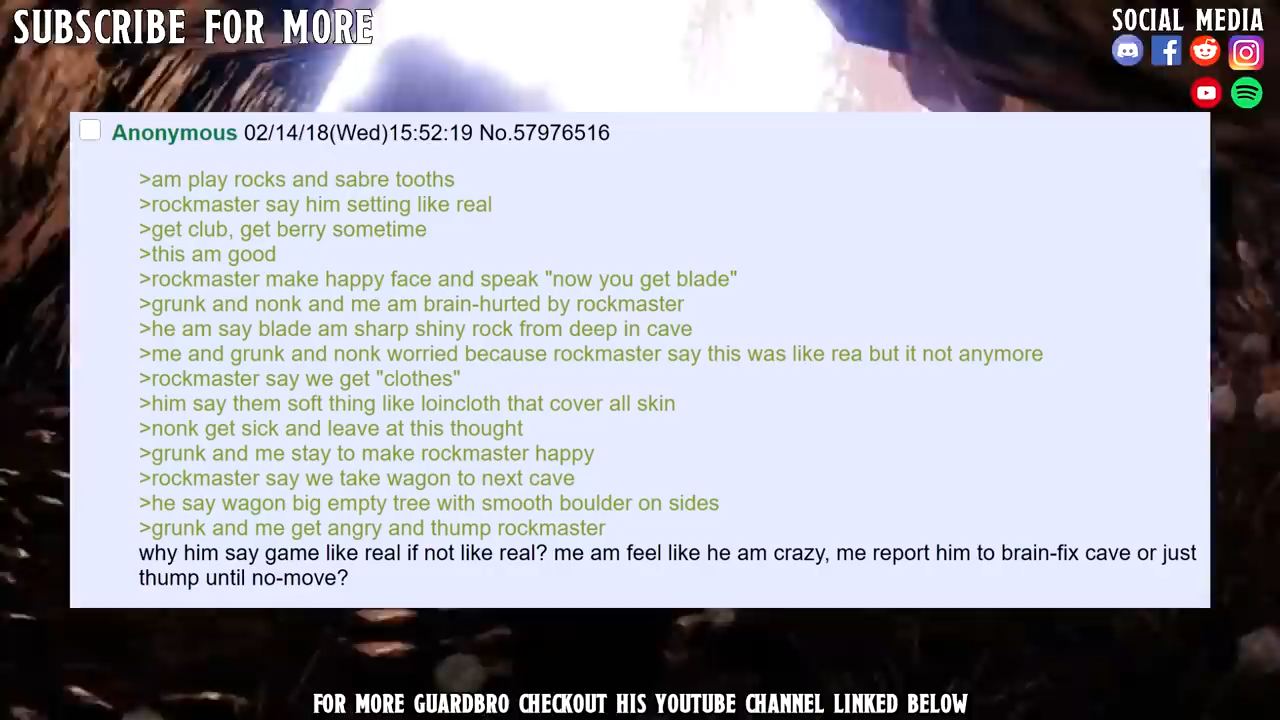 SUBSCRIBE FOR MORE
SOCIAL MEDIA
Anonymous 02/14/18(Wed)15:52:19 No.57976516
>am play rocks and sabre tooths
>rockmaster say him setting like real
>get club, get berry sometime
>this am good
>rockmaster make happy face and speak "now you get blade"
>grunk and nonk and me am brain-hurted by rockmaster
>he am say blade am sharp shiny rock from deep in cave
>me and grunk and nonk worried because rockmaster say this was like rea but it not anymore
>rockmaster say we get "clothes"
>him say them soft thing like loincloth that cover all skin
>nonk get sick and leave at this thought
>grunk and me stay to make rockmaster happy
>rockmaster say we take wagon to next cave
>he say wagon big empty tree with smooth boulder on sides
>grunk and me get angry and thump rockmaster
why him say game like real if not like real? me am feel like he am crazy, me report him to brain-fix cave or just
thump until no-move?
FOR MORE GUARDBRO CHECKOUT HIS YOUTUBE CHANNEL LINKED BELOW